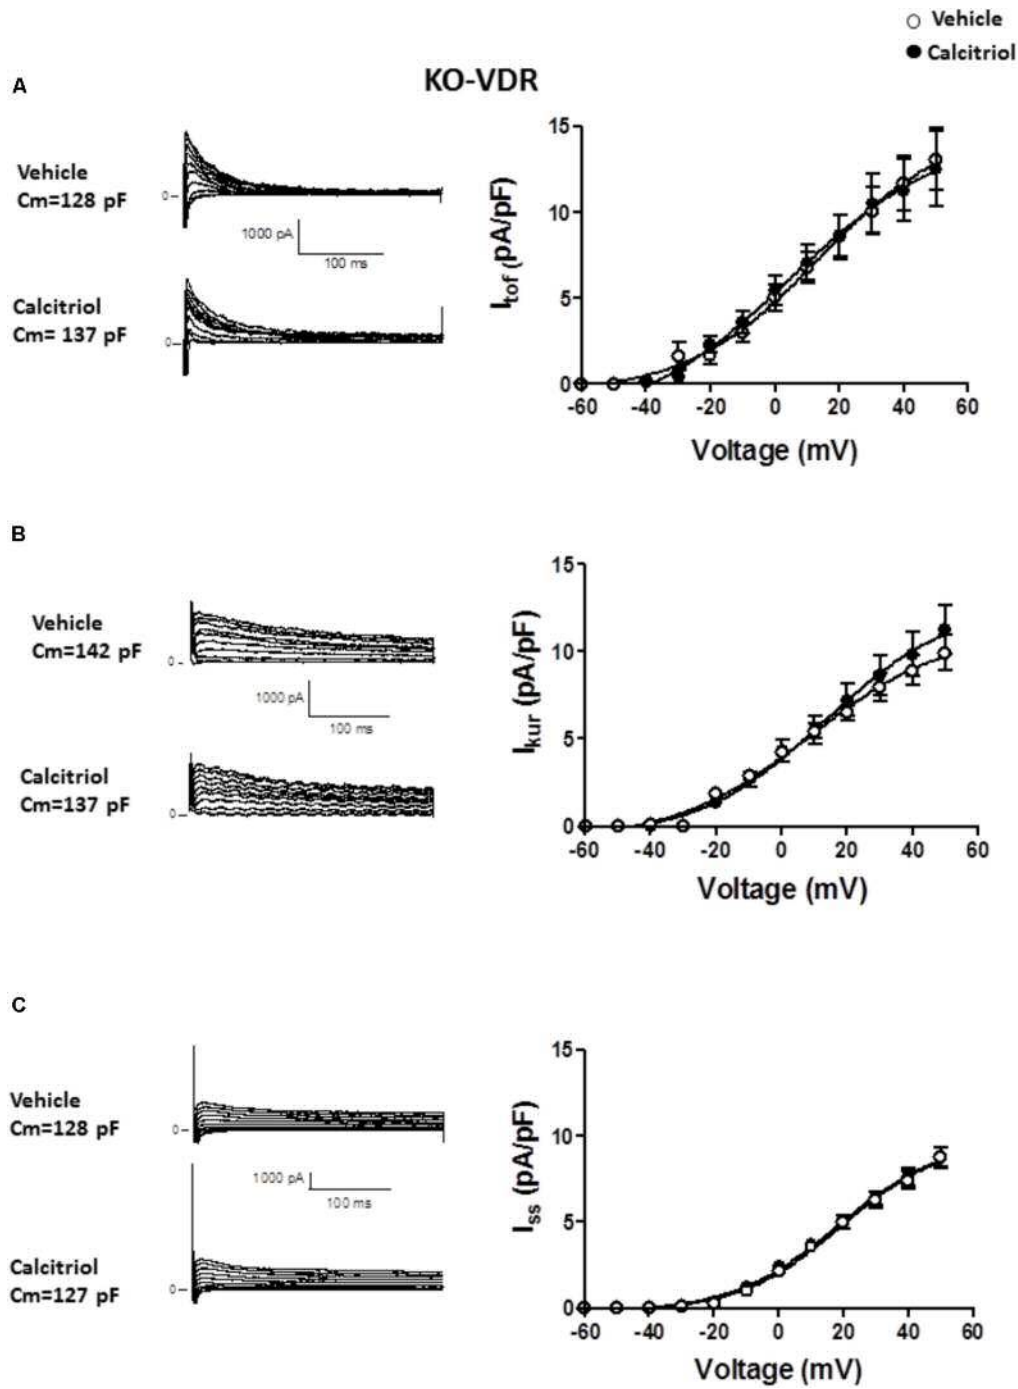 Vehicle
Calcitriol
A
KO-VDR
Vehicle
Cm=128 pF
0
1000 pA
100 ms
Calcitriol
Cm= 137 pF
0
Itof (pA/pF)
15
10
5
0
-60 -40 -20 0 20 40 60
Voltage (mV)
B
Vehicle
Cm=142 pF
0
1000 pA
100 ms
Calcitriol
Cm=137 pF
0
Ikur (pA/pF)
15
10
5
0
-60 -40 -20 0 20 40 60
Voltage (mV)
C
Vehicle
Cm=128 pF
0
1000 pA
100 ms
Calcitriol
Cm=127 pF
0
Iss (pA/pF)
15
10
5
0
-60 -40 -20 0 20 40 60
Voltage (mV)